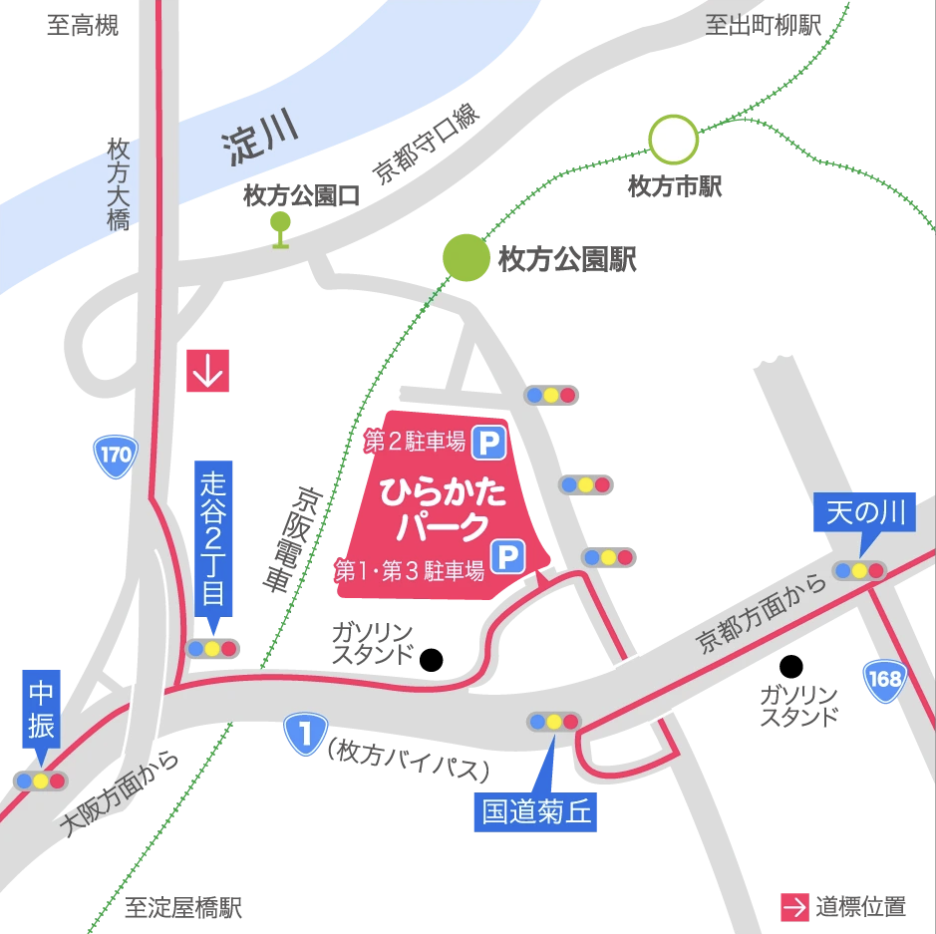 至高槻
至出町柳駅
淀川
枚方大橋
京都守口線
枚方公園口
枚方市駅
枚方公園駅
170
走谷2丁目
京阪電車
第2駐車場 P
ひらかた
パーク
P
第1・第3駐車場
天の川
京都方面から
ガソリン
スタンド
168
ガソリン
スタンド
中振
1
(枚方バイパス)
大阪方面から
国道菊丘
至淀屋橋駅
道標位置